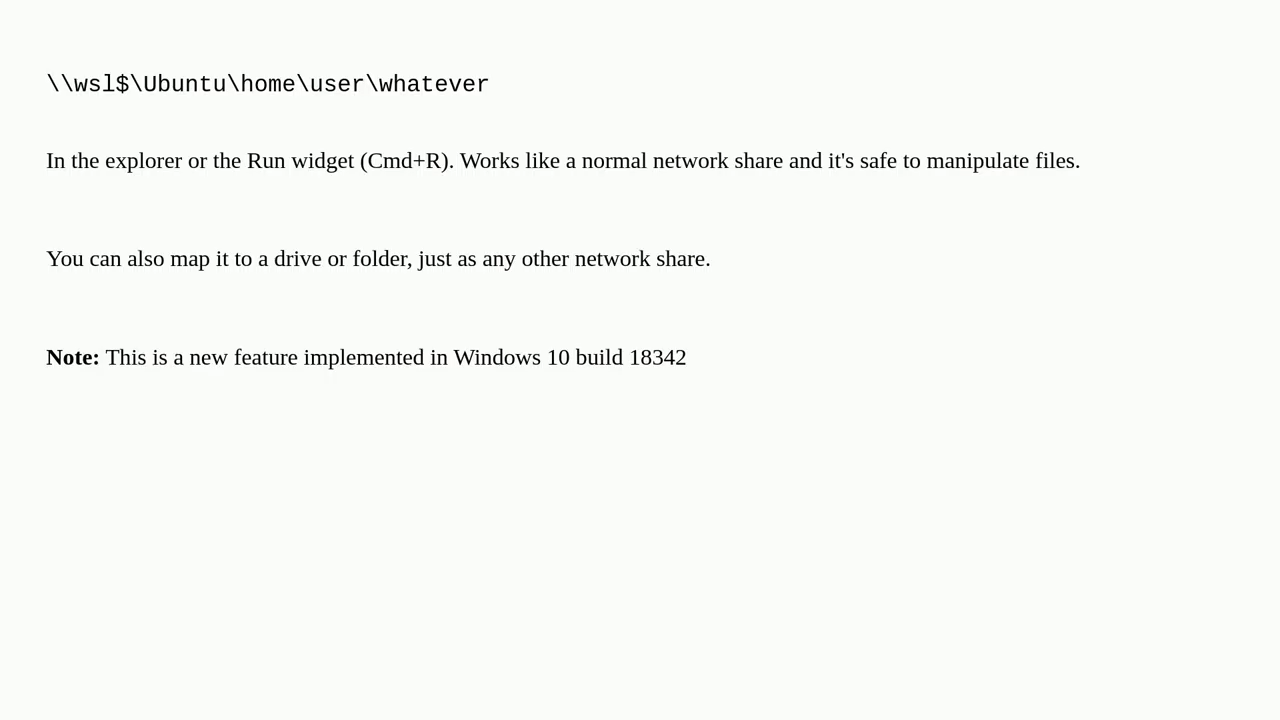 \\wsl$\Ubuntu\home\user\whatever
In the explorer or the Run widget (Cmd+R). Works like a normal network share and it's safe to manipulate files.
You can also map it to a drive or folder, just as any other network share.
Note: This is a new feature implemented in Windows 10 build 18342